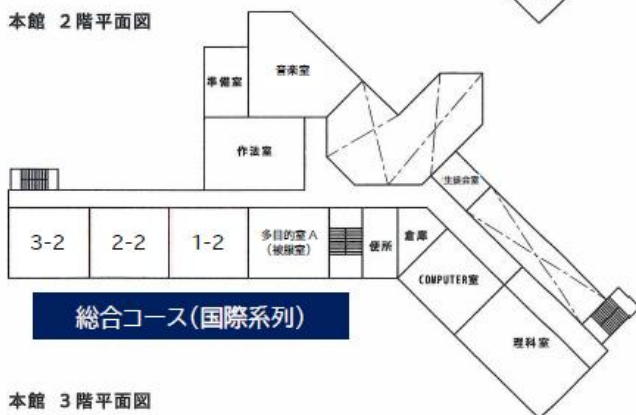 本館 2階平面図
音楽室
準備室
作法室
生徒会室
3-2
2-2
1-2
多目的室A
(被服室)
便所
倉庫
COMPUTER室
理科室
総合コース(国際系列)
本館 3階平面図